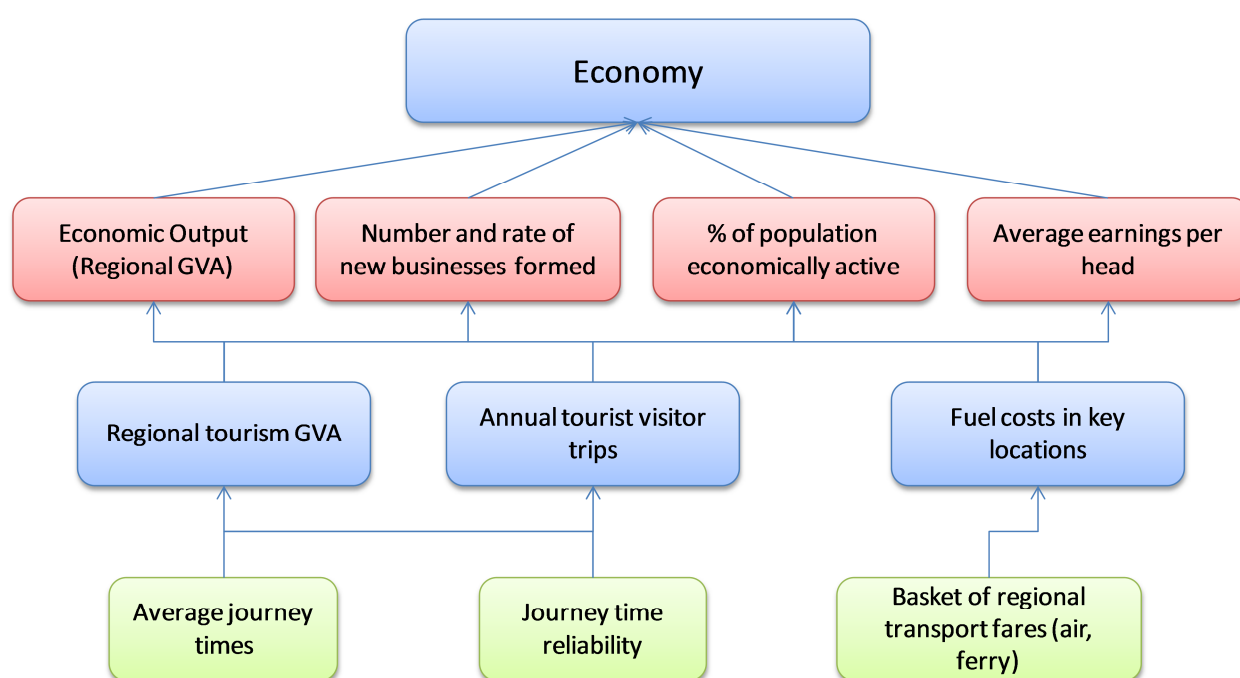 Economy
Economic Output
(Regional GVA)
Number and rate of
new businesses formed
% of population
economically active
Average earnings per
head
Regional tourism GVA
Annual tourist visitor
trips
Fuel costs in key
locations
Average journey
times
Journey time
reliability
Basket of regional
transport fares (air,
ferry)